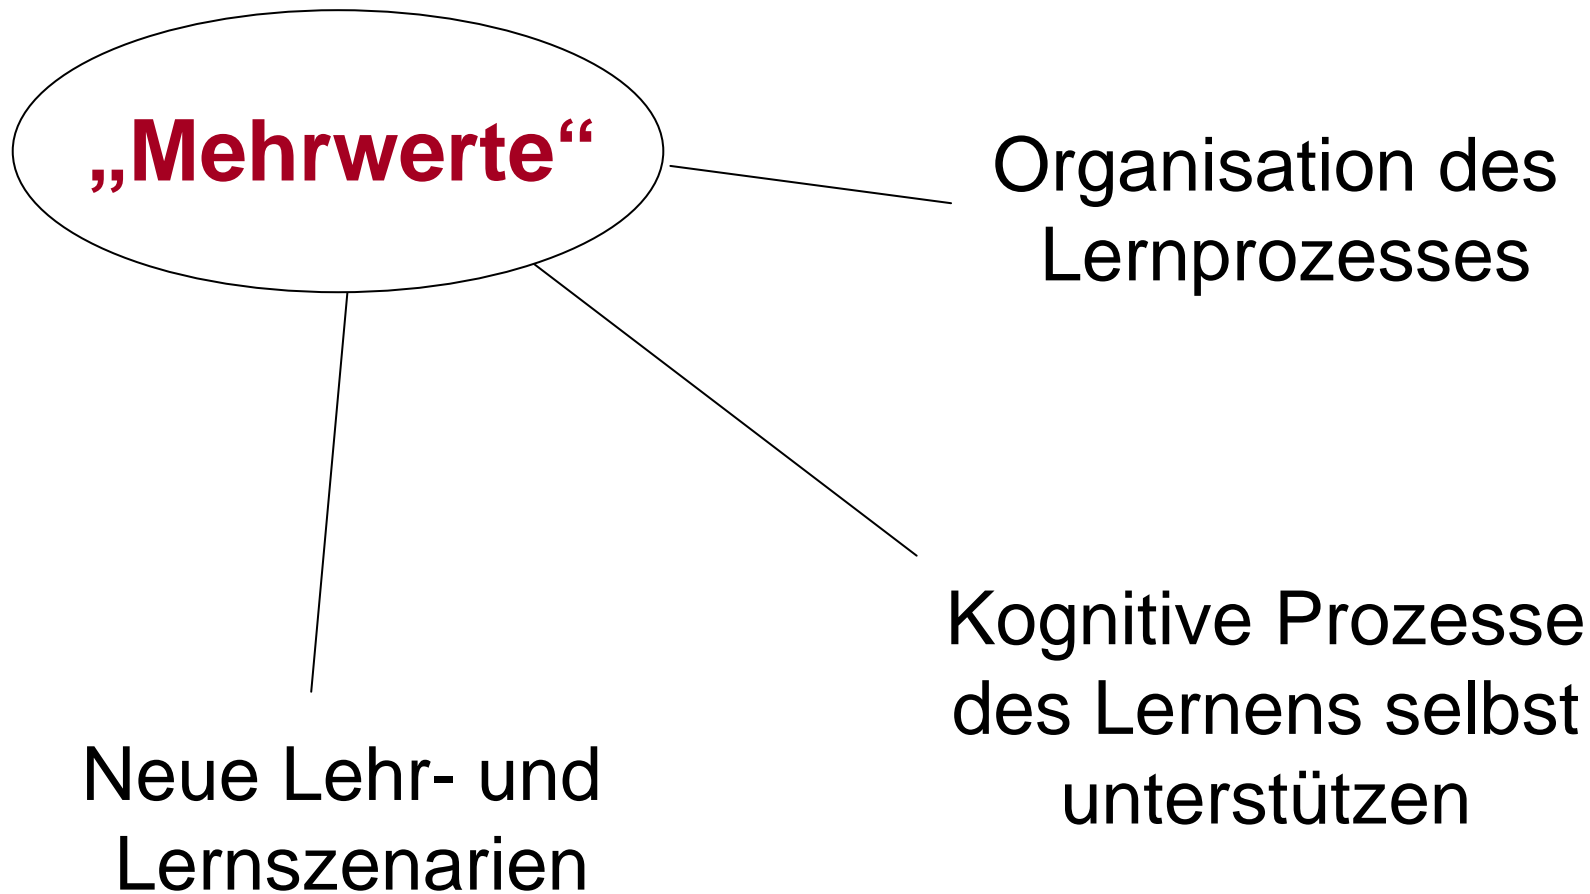 „Mehrwerte“
Organisation des
Lernprozesses
Kognitive Prozesse
des Lernens selbst
unterstützen
Neue Lehr- und
Lernszenarien